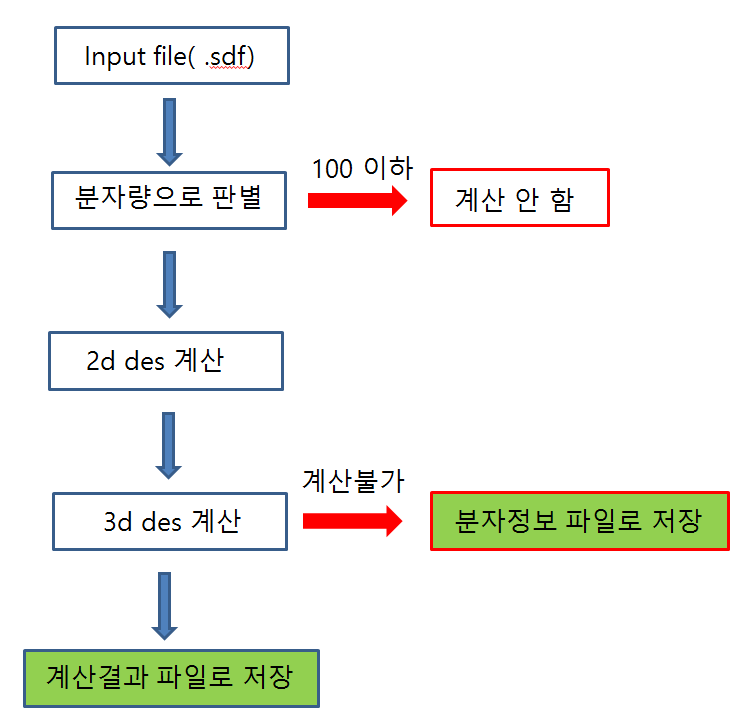 Input file( .sdf)
분자량으로 판별
100 이하
계산 안 함
2d des 계산
계산불가
3d des 계산
분자정보 파일로 저장
계산결과 파일로 저장